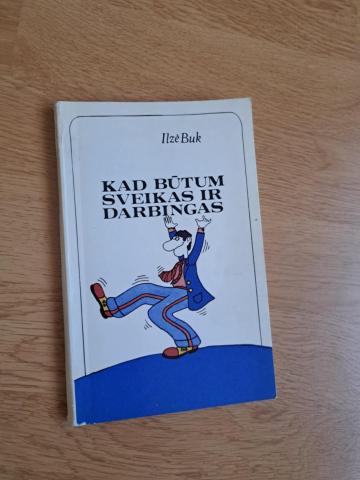 Ilzė Buk
KAD BŪTUM
SVEIKAS IR
DARBINGAS